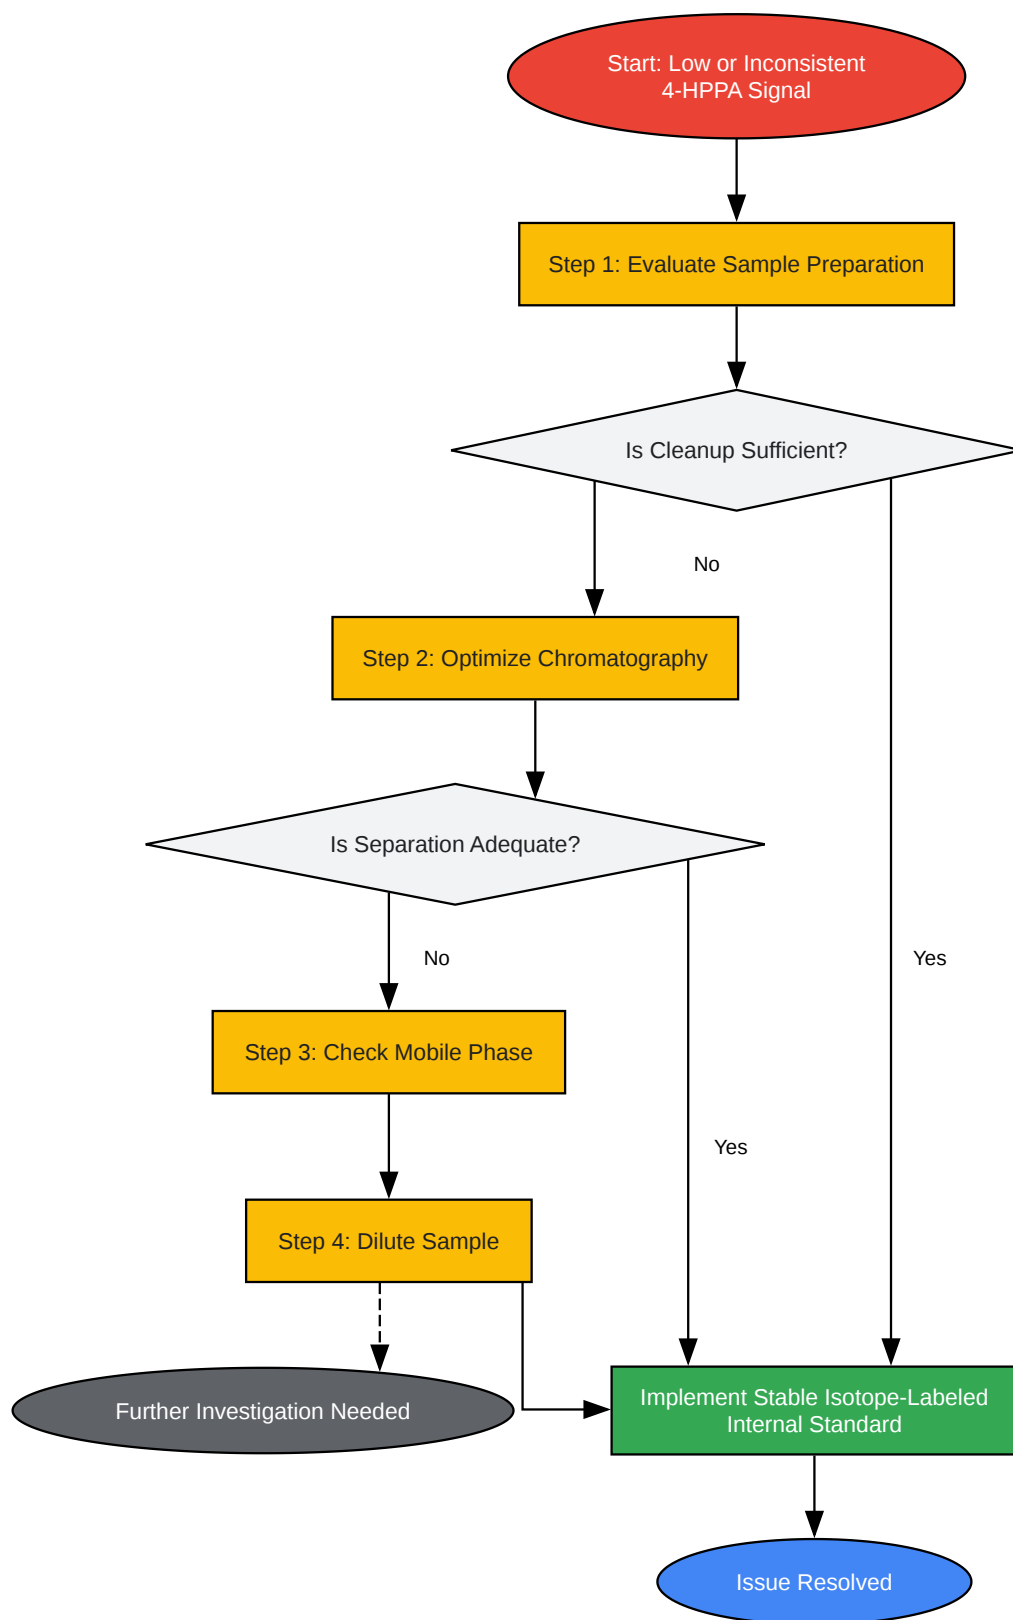 Start: Low or Inconsistent
4-HPPA Signal
Step 1: Evaluate Sample Preparation
Is Cleanup Sufficient?
No
Step 2: Optimize Chromatography
Is Separation Adequate?
No
Yes
Step 3: Check Mobile Phase
Yes
Step 4: Dilute Sample
Further Investigation Needed
Implement Stable Isotope-Labeled
Internal Standard
Issue Resolved